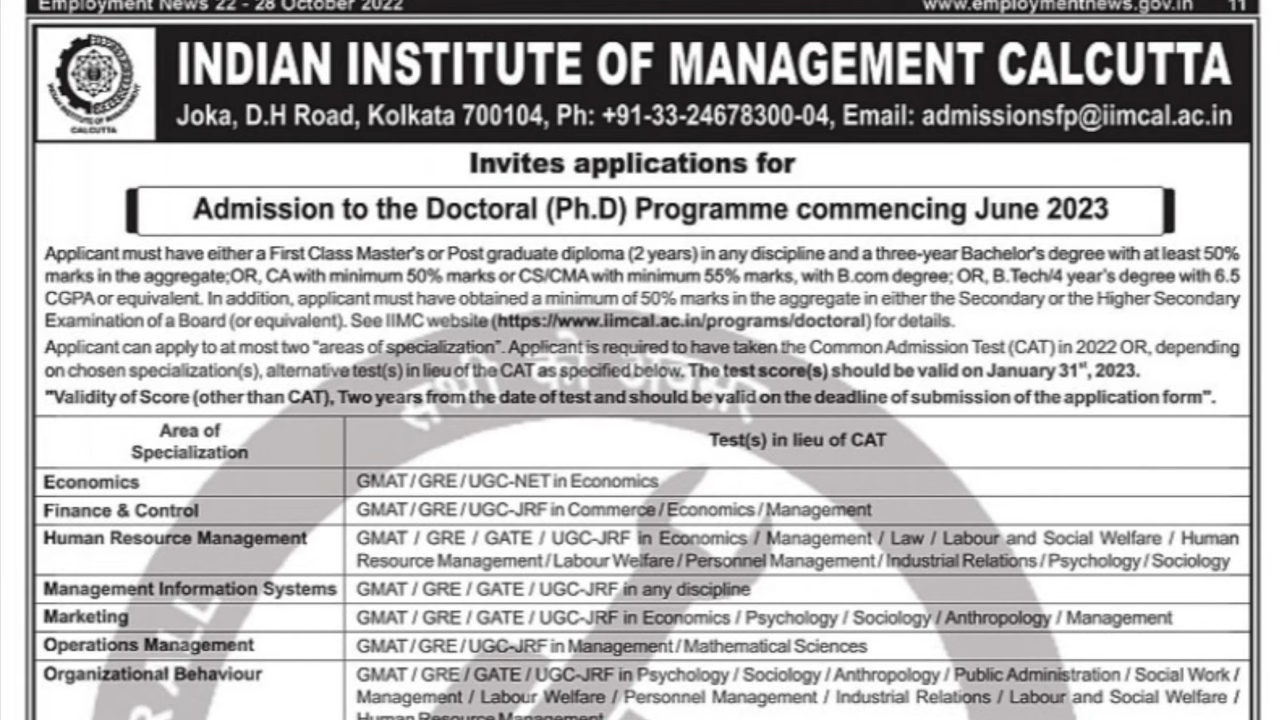 Employment News 22 - 28 October 2022 www.employmentnews.gov.in 11
INDIAN INSTITUTE OF MANAGEMENT CALCUTTA
Joka, D.H Road, Kolkata 700104, Ph: +91-33-24678300-04, Email: admissionsfp@iimcal.ac.in
CALCUTTA
Invites applications for
Admission to the Doctoral (Ph.D) Programme commencing June 2023
Applicant must have either a First Class Master's or Post graduate diploma (2 years) in any discipline and a three-year Bachelor's degree with at least 50%
marks in the aggregate;OR, CA with minimum 50% marks or CS/CMA with minimum 55% marks, with B.com degree; OR, B.Tech/4 year's degree with 6.5
CGPA or equivalent. In addition, applicant must have obtained a minimum of 50% marks in the aggregate in either the Secondary or the Higher Secondary
Examination of a Board (or equivalent). See IIMC website (https://www.iimcal.ac.in/programs/doctoral) for details.
Applicant can apply to at most two "areas of specialization". Applicant is required to have taken the Common Admission Test (CAT) in 2022 OR, depending
on chosen specialization(s), alternative test(s) in lieu of the CAT as specified below. The test score(s) should be valid on January 31st, 2023.
"Validity of Score (other than CAT), Two years from the date of test and should be valid on the deadline of submission of the application form".
Area of
Specialization
Test(s) in lieu of CAT
Economics GMAT / GRE / UGC-NET in Economics
Finance & Control GMAT / GRE / UGC-JRF in Commerce / Economics / Management
Human Resource Management GMAT / GRE / GATE / UGC-JRF in Economics / Management / Law / Labour and Social Welfare / Human
Resource Management / Labour Welfare / Personnel Management / Industrial Relations / Psychology / Sociology
Management Information Systems GMAT / GRE / GATE / UGC-JRF in any discipline
Marketing GMAT / GRE / GATE / UGC-JRF in Economics / Psychology / Sociology / Anthropology / Management
Operations Management GMAT / GRE / UGC-JRF in Management / Mathematical Sciences
Organizational Behaviour GMAT / GRE / GATE / UGC-JRF in Psychology / Sociology / Anthropology / Public Administration / Social Work /
Management / Labour Welfare / Personnel Management / Industrial Relations / Labour and Social Welfare /
Human Resource Management